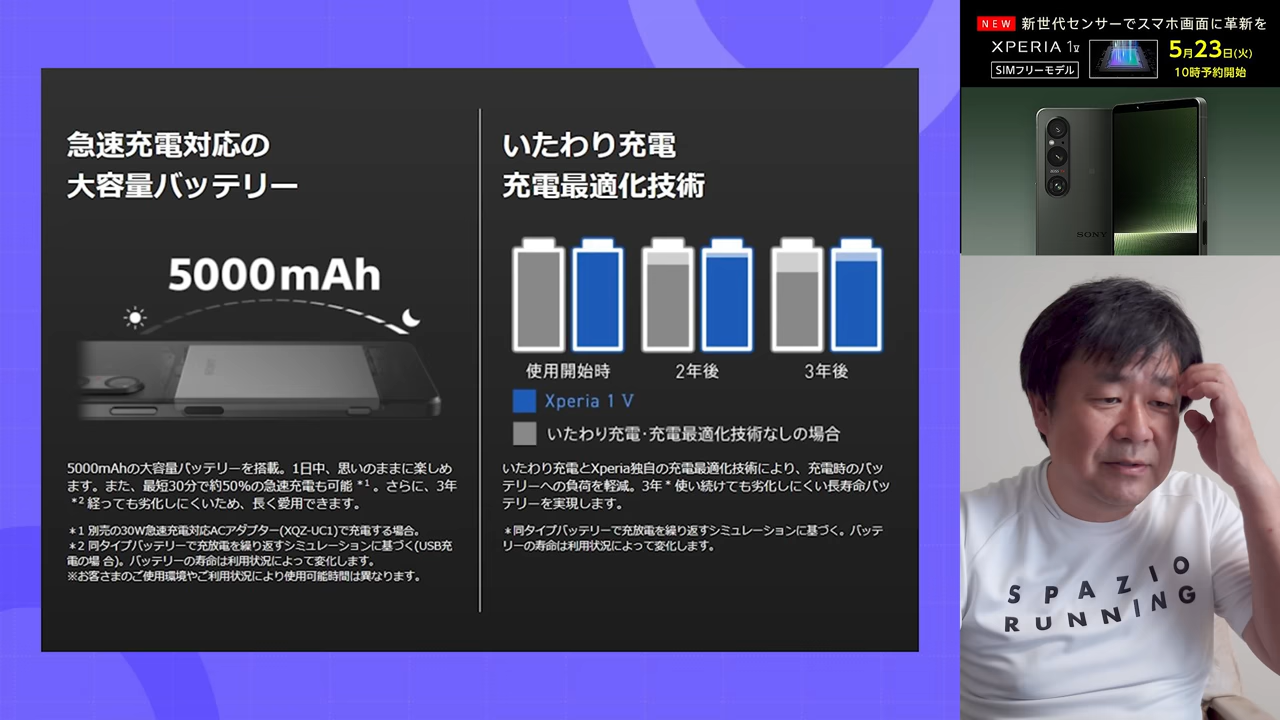 急速充電対応の
大容量バッテリー
5000mAh
SONY
5000mAhの大容量バッテリーを搭載。1日中、思いのままに楽しめ
ます。また、最短30分で約50%の急速充電も可能 *1 。さらに、3年
*2 経っても劣化しにくいため、長く愛用できます。
*1 別売の30W急速充電対応ACアダプター(XQZ-UC1)で充電する場合。
*2 同タイプバッテリーで充放電を繰り返すシミュレーションに基づく(USB充
電の場 合)。バッテリーの寿命は利用状況によって変化します。
※お客さまのご使用環境やご利用状況により使用可能時間は異なります。
いたわり充電
充電最適化技術
使用開始時
2年後
3年後
Xperia 1 V
いたわり充電・充電最適化技術なしの場合
いたわり充電とXperia独自の充電最適化技術により、充電時のバッ
テリーへの負荷を軽減。3年 * 使い続けても劣化しにくい長寿命バッ
テリーを実現します。
*同タイプバッテリーで充放電を繰り返すシミュレーションに基づく。バッテ
リーの寿命は利用状況によって変化します。
NEW 新世代センサーでスマホ画面に革新を
XPERIA 1 V
SIMフリーモデル
5月23日(火)
10時予約開始
SONY
SPAZIO
RUNNING